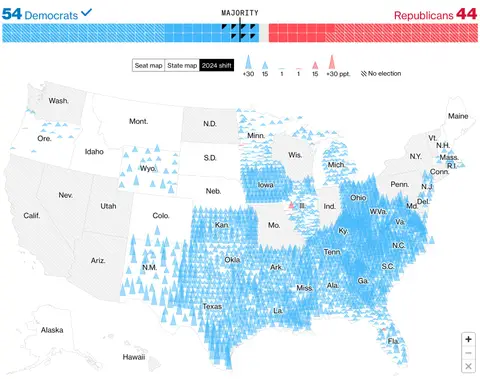 MAJORITY
54 Democrats
Republicans 44
Seat map
State map
2024 shift
+30
15
1
1
15
+30 ppt.
No election
Wash.
Ore.
Mont.
N.D.
Minn.
Maine
Idaho
S.D.
Wis.
Mich.
Vt.
N.H.
N.Y.
Mass.
R.I.
Conn.
Wyo.
Iowa
Neb.
Penn.
N.J.
Nev.
Utah
Ill.
Ind.
Ohio
Md.
Del.
Calif.
Colo.
Kan.
Mo.
W.Va.
Va.
Ky.
Ariz.
N.M.
Okla.
Ark.
Tenn.
N.C.
S.C.
Texas
La.
Miss.
Ala.
Ga.
Fla.
Alaska
Hawaii